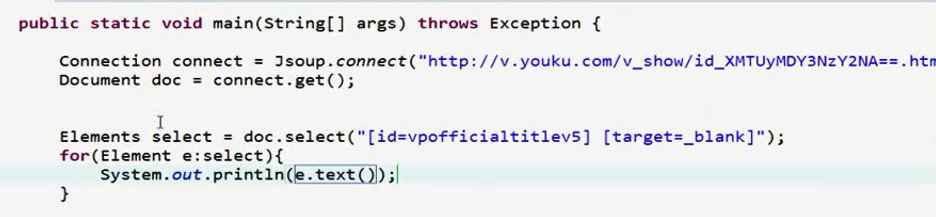 public static void main(String[] args) throws Exception {
Connection connect = Jsoup.connect("http://v.youku.com/v_show/id_XMTUyMDY3NzY2NA==.htm
Document doc = connect.get();
Elements select = doc.select("[id=vpofficialtitlev5] [target=_blank]");
for(Element e:select){
System.out.println(e.text());
}